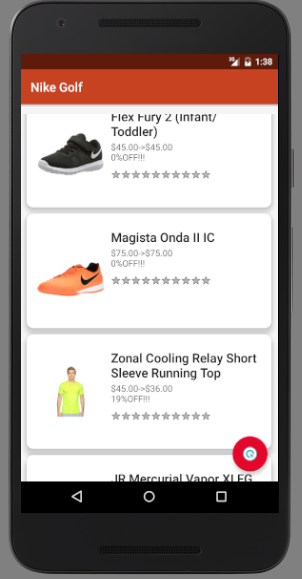 1:38
Nike Golf
Flex Fury 2 (Infant/
Toddler)
$45.00->$45.00
0%OFF!!!
Magista Onda II IC
$75.00->$75.00
0%OFF!!!
Zonal Cooling Relay Short
Sleeve Running Top
$45.00->$36.00
19%OFF!!!
JR Mercurial Vapor XI FG